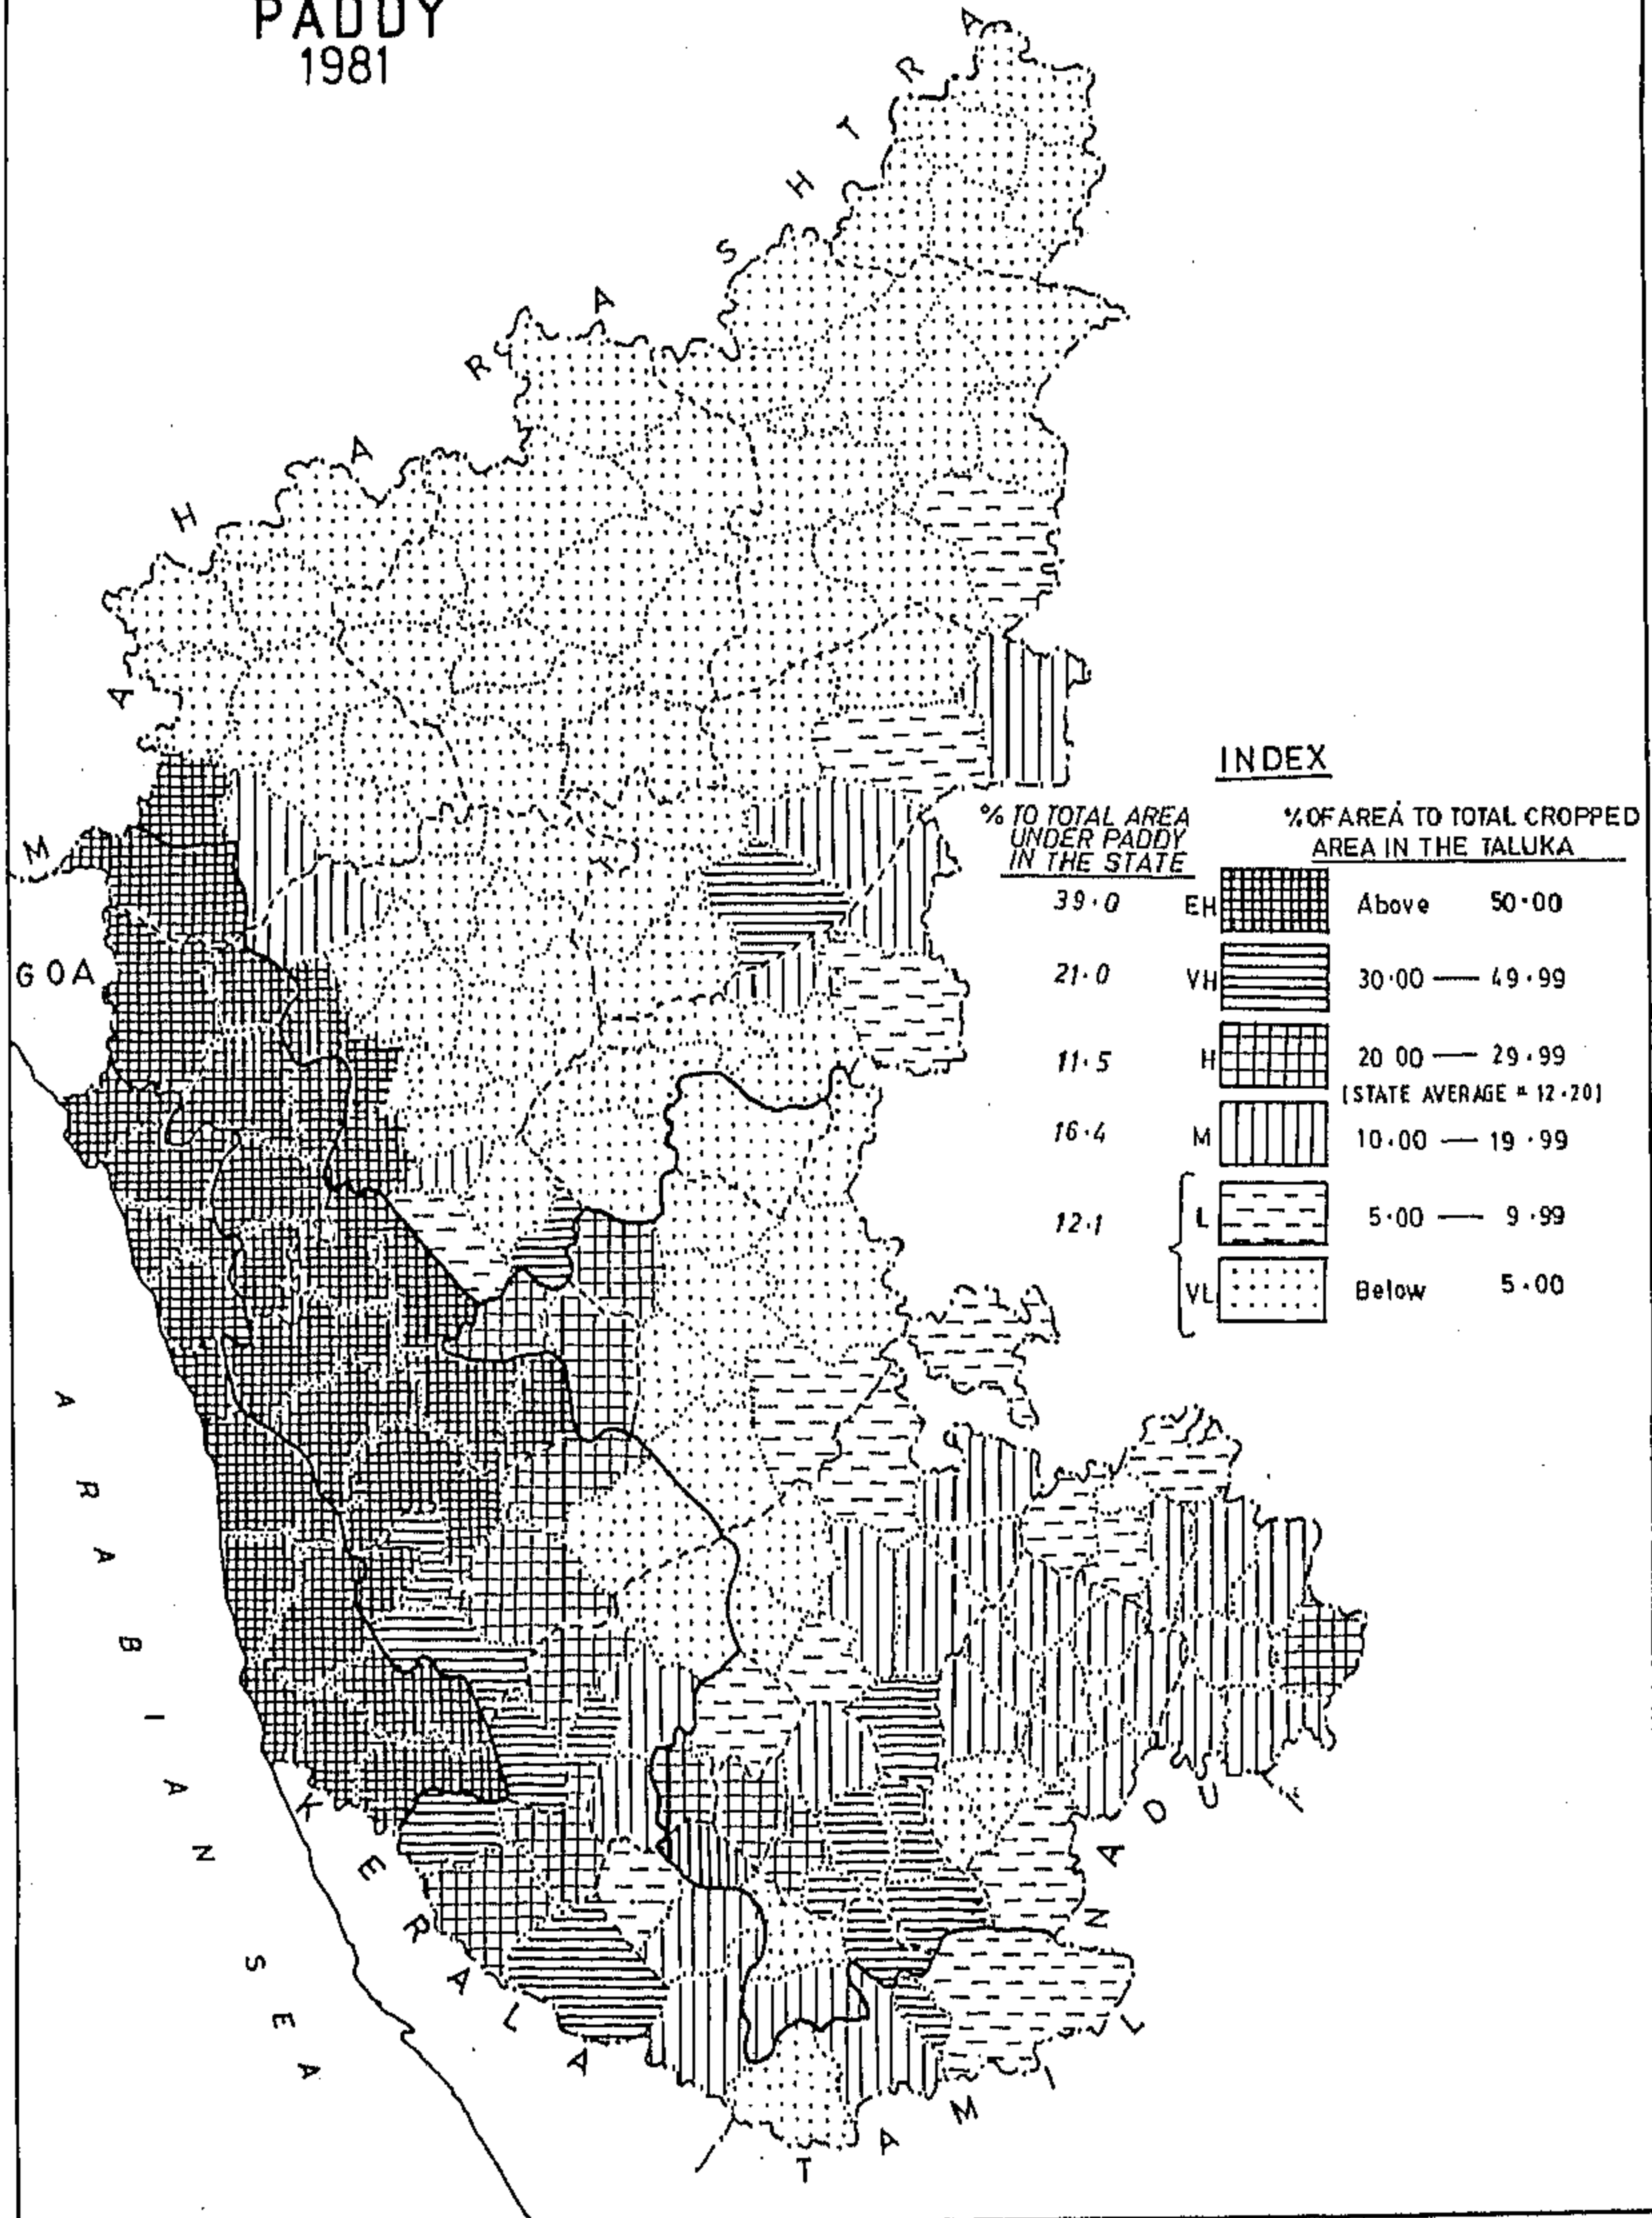 PADDY
1981
MAHARASHTRA
GOA
INDEX
% TO TOTAL AREA
UNDER PADDY
IN THE STATE
% OF AREA TO TOTAL CROPPED
AREA IN THE TALUKA
39·0 EH Above 50·00
21·0 VH 30·00 — 49·99
11·5 H 20 00 — 29·99
[STATE AVERAGE = 12·20]
16·4 M 10·00 — 19·99
12·1 L 5·00 — 9·99
VL Below 5·00
ARABIAN SEA
KERALA
TAMIL NADU